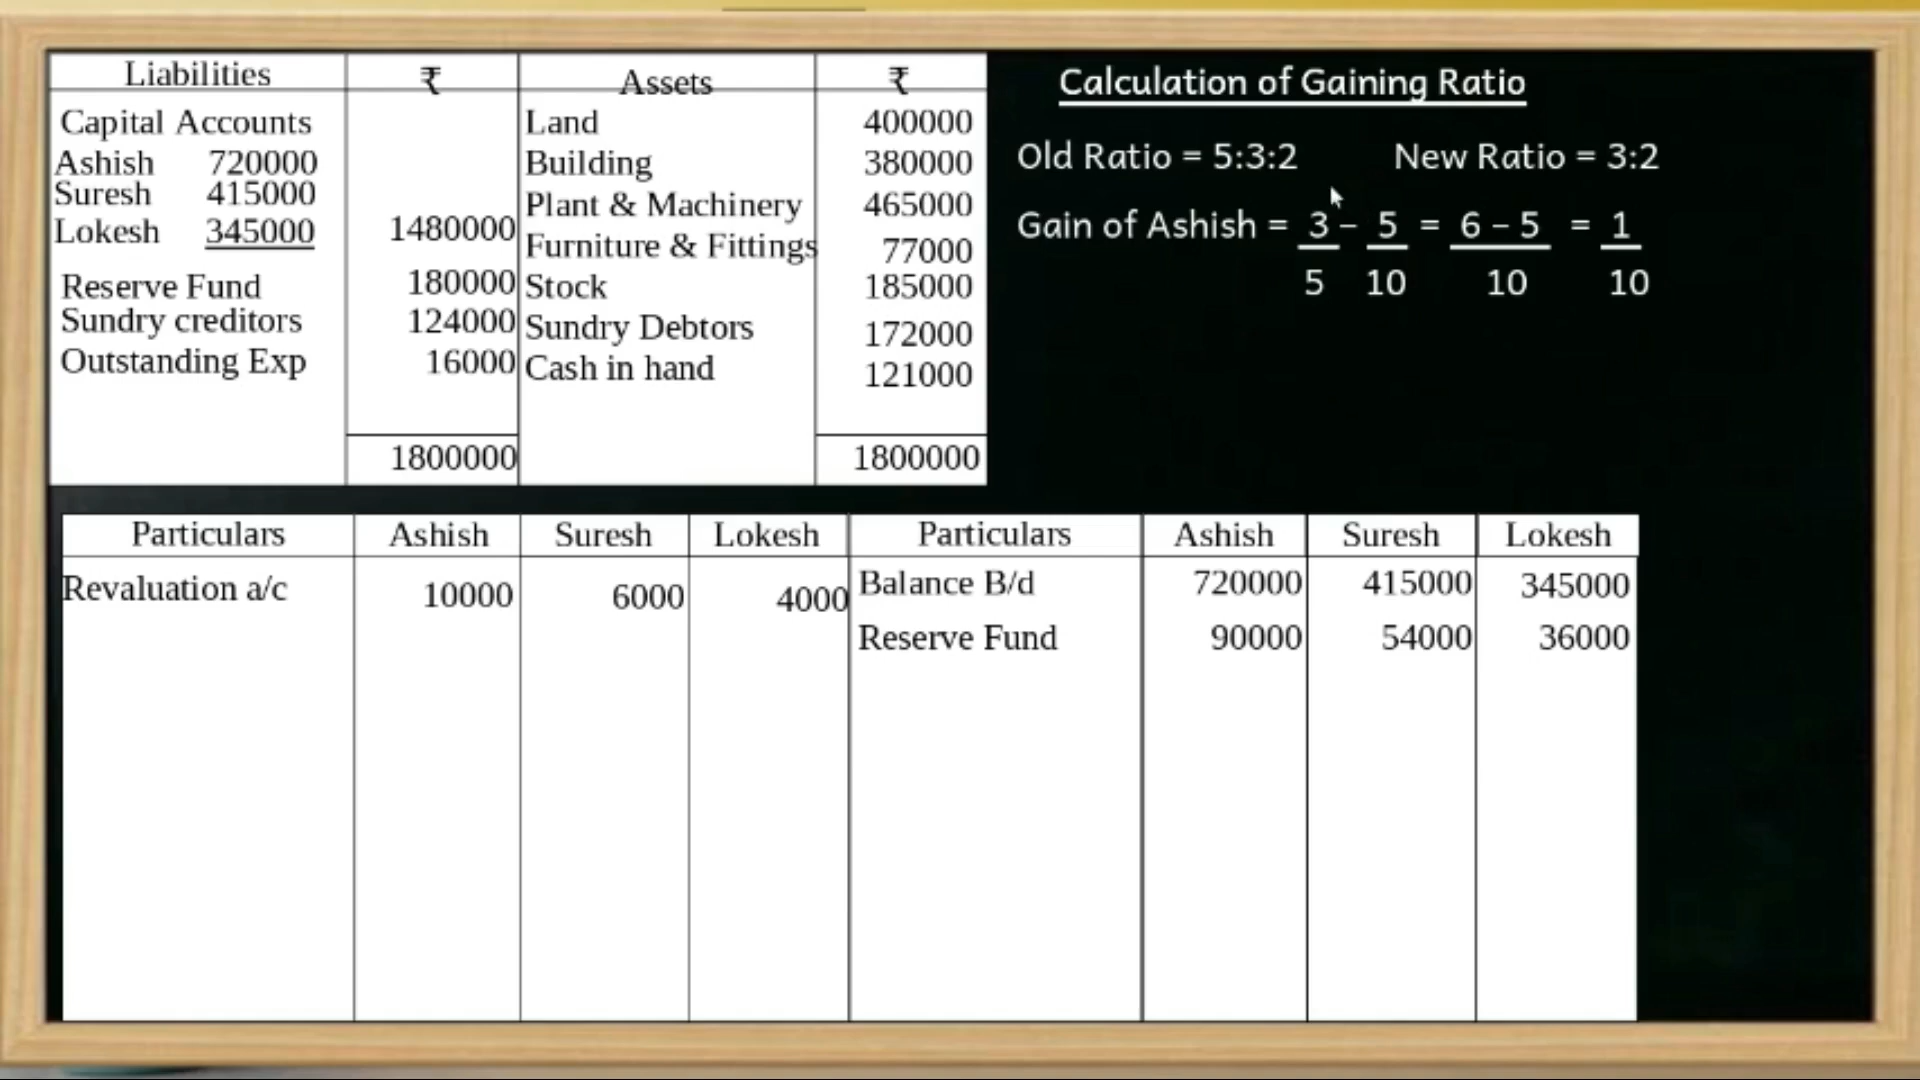 Liabilities ₹ Assets ₹
Capital Accounts Land 400000
Ashish 720000 Building 380000
Suresh 415000 Plant & Machinery 465000
Lokesh 345000 1480000 Furniture & Fittings 77000
Reserve Fund 180000 Stock 185000
Sundry creditors 124000 Sundry Debtors 172000
Outstanding Exp 16000 Cash in hand 121000
1800000 1800000
Calculation of Gaining Ratio
Old Ratio = 5:3:2 New Ratio = 3:2
Gain of Ashish = 3 – 5 = 6 – 5 = 1
5 10 10 10
Particulars Ashish Suresh Lokesh Particulars Ashish Suresh Lokesh
Revaluation a/c 10000 6000 4000 Balance B/d 720000 415000 345000
Reserve Fund 90000 54000 36000